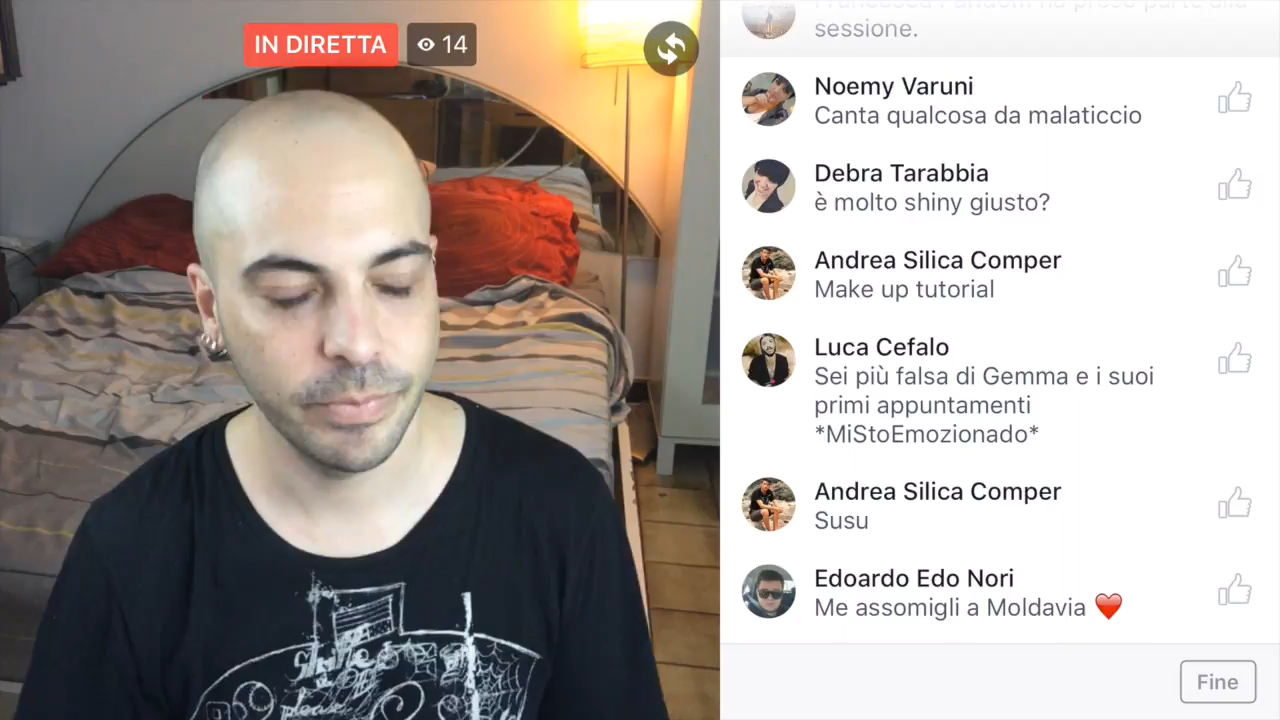 IN DIRETTA
14
sessione.
Noemy Varuni
Canta qualcosa da malaticcio
Debra Tarabbia
è molto shiny giusto?
Andrea Silica Comper
Make up tutorial
Luca Cefalo
Sei più falsa di Gemma e i suoi
primi appuntamenti
*MiStoEmozionado*
Andrea Silica Comper
Susu
Edoardo Edo Nori
Me assomigli a Moldavia ❤️
Fine
please